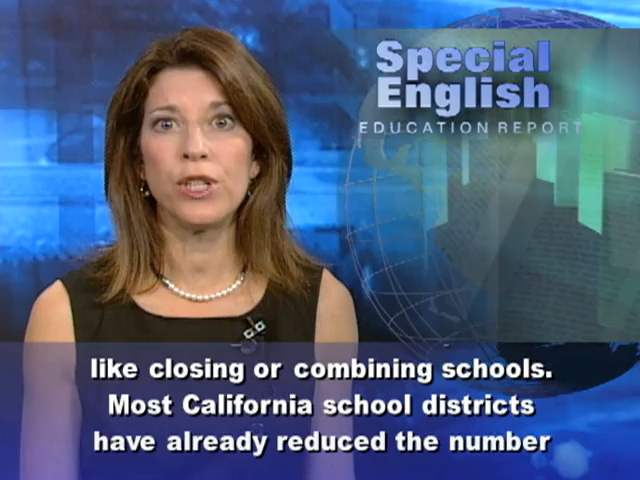 Special
English
EDUCATION REPORT
like closing or combining schools.
Most California school districts
have already reduced the number